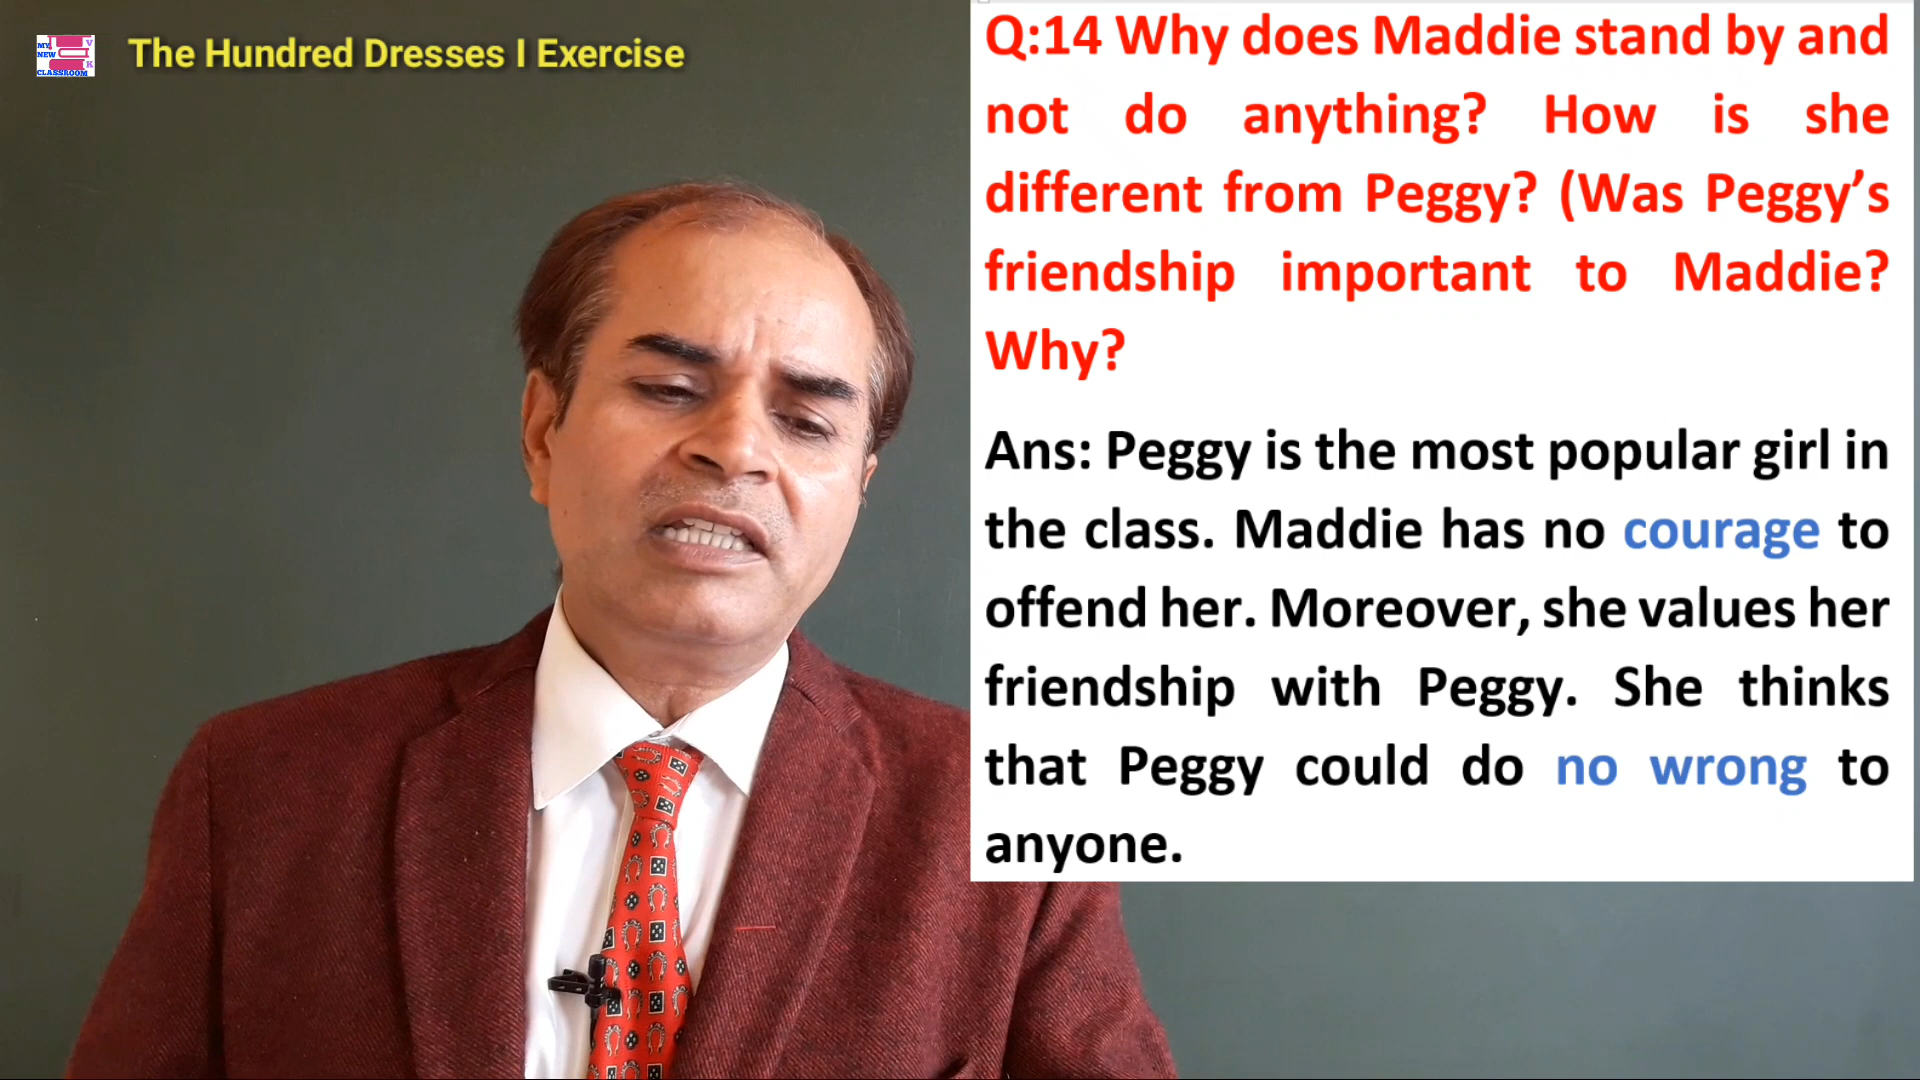 MY
NEW
CLASSROOM
V
K
The Hundred Dresses I Exercise
Q:14 Why does Maddie stand by and
not do anything? How is she
different from Peggy? (Was Peggy’s
friendship important to Maddie?
Why?
Ans: Peggy is the most popular girl in
the class. Maddie has no courage to
offend her. Moreover, she values her
friendship with Peggy. She thinks
that Peggy could do no wrong to
anyone.